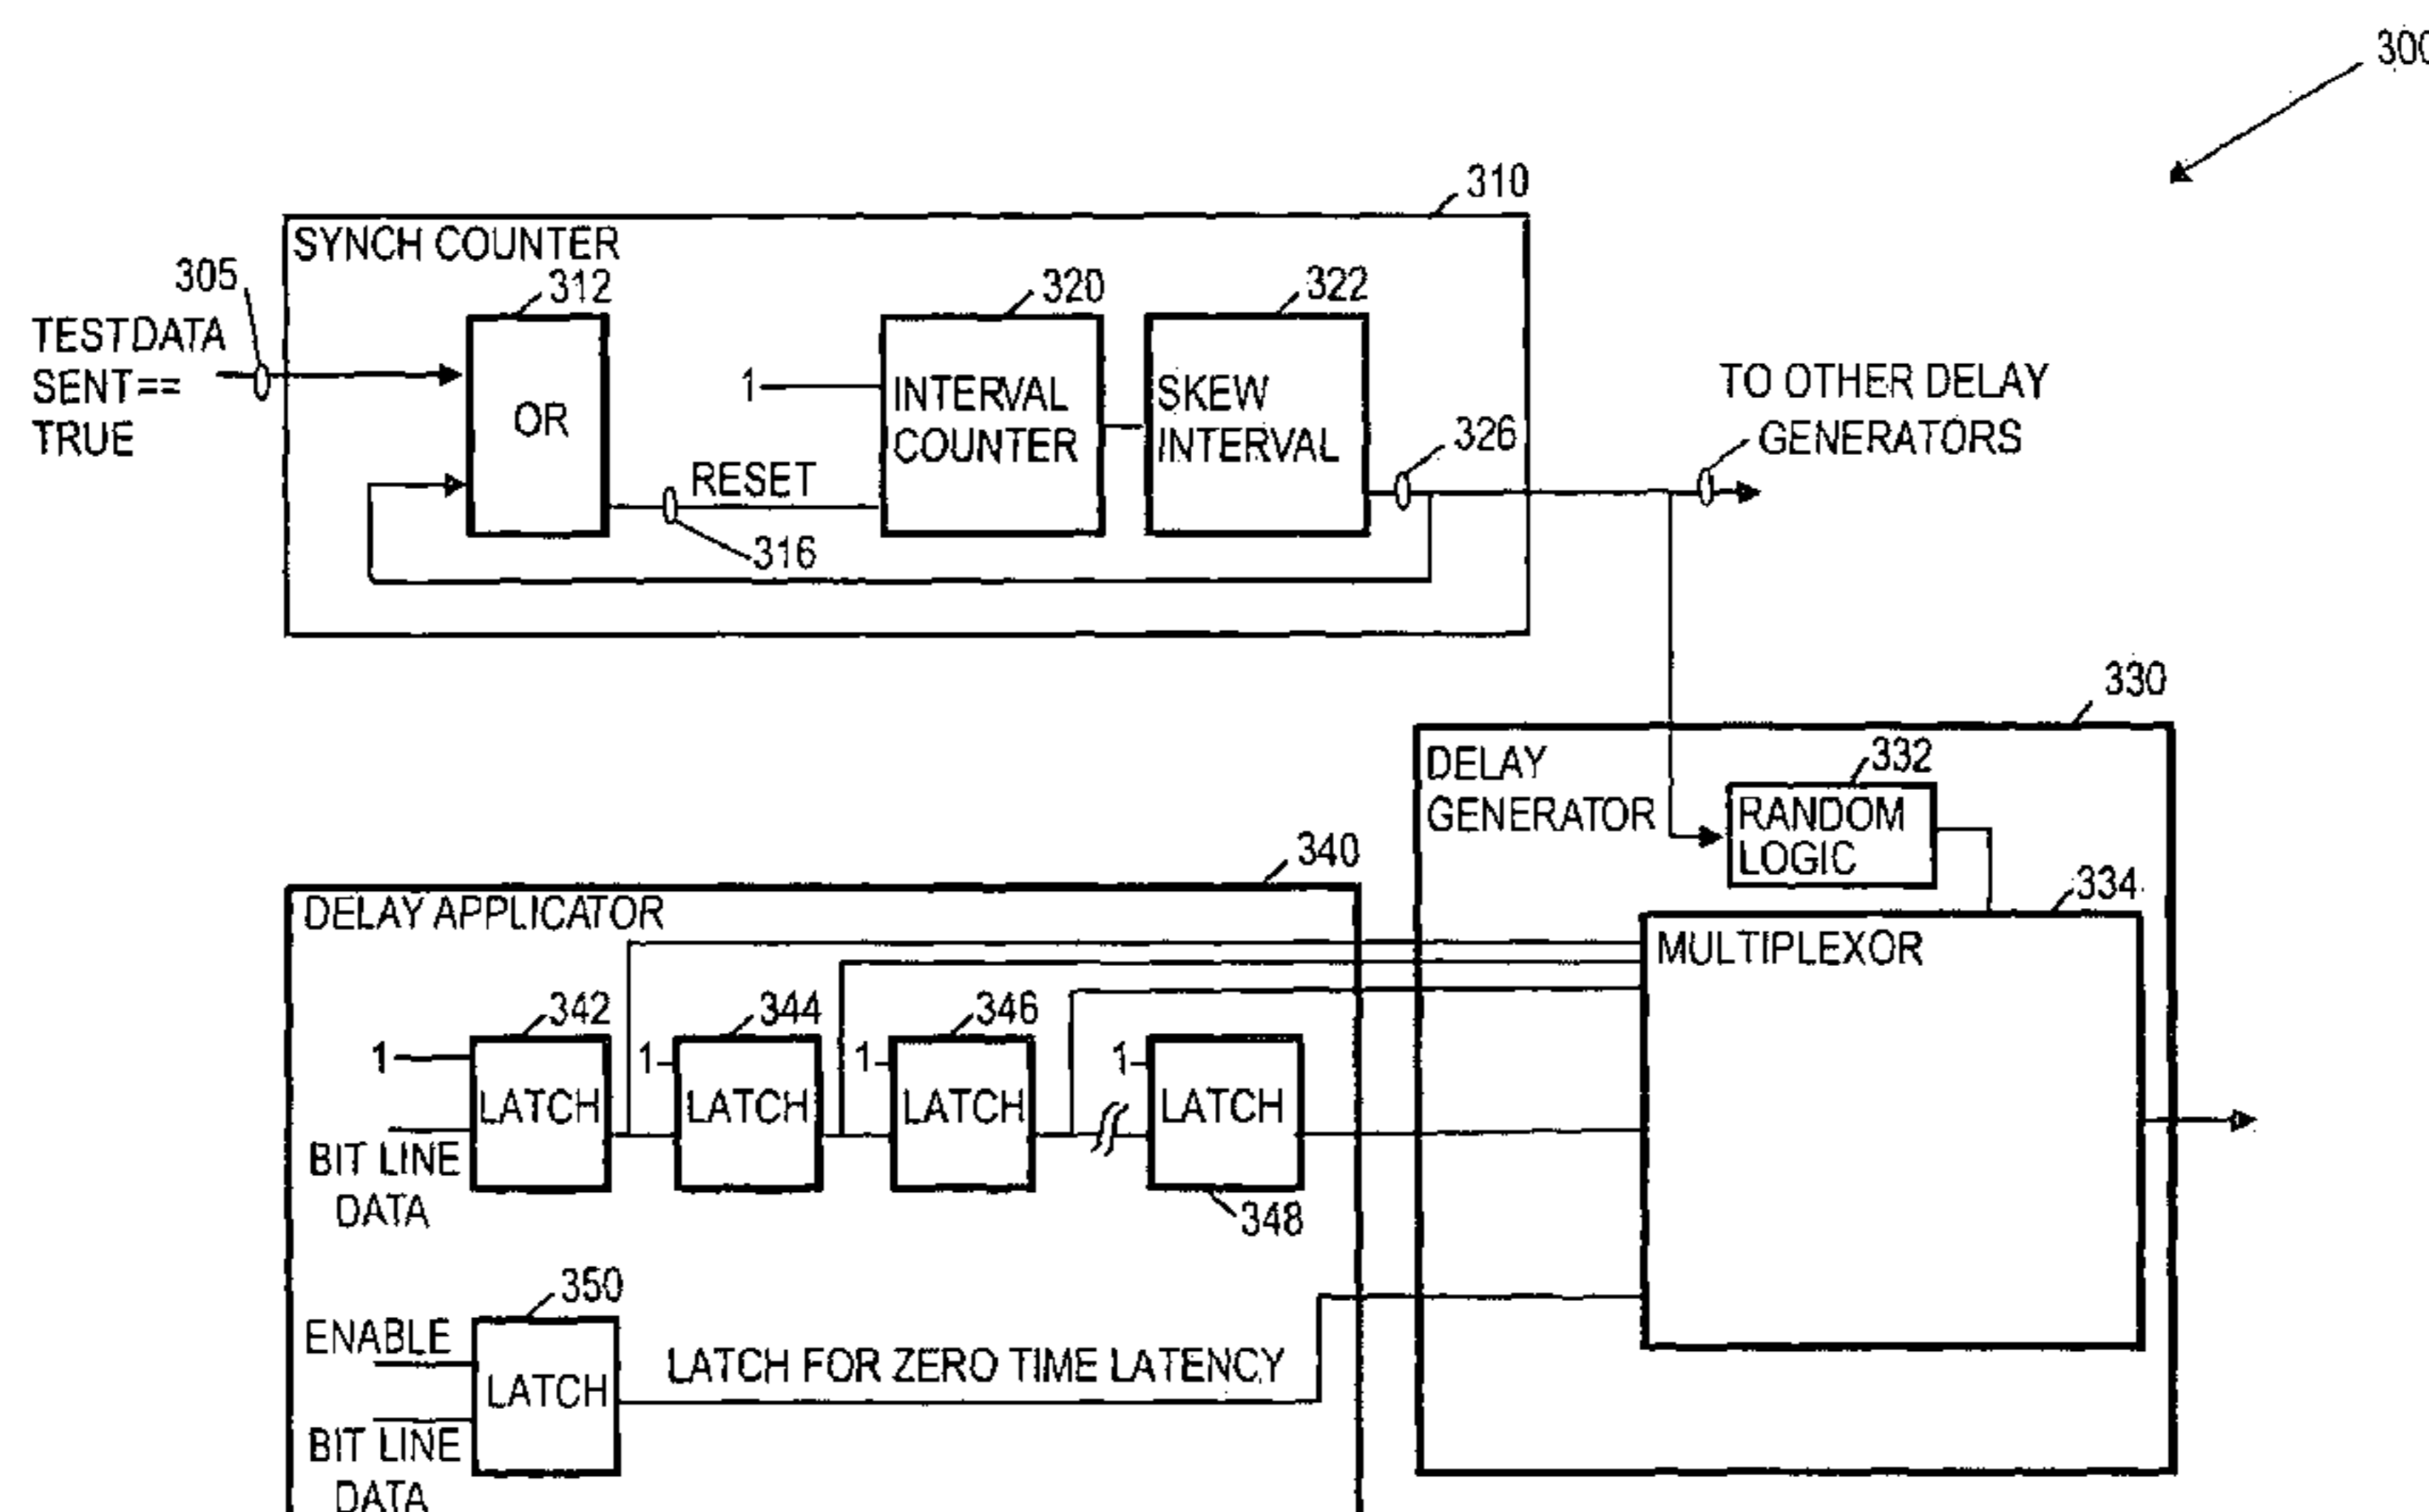 300
310
SYNCH COUNTER
305
312
320
322
TESTDATA
SENT==
TRUE
OR
1
INTERVAL
COUNTER
SKEW
INTERVAL
326
TO OTHER DELAY
GENERATORS
RESET
316
330
DELAY
GENERATOR
332
RANDOM
LOGIC
334
MULTIPLEXOR
340
DELAY APPLICATOR
342
344
346
1
LATCH
1
LATCH
1
LATCH
1
LATCH
BIT LINE
DATA
348
350
ENABLE
LATCH
LATCH FOR ZERO TIME LATENCY
BIT LINE
DATA